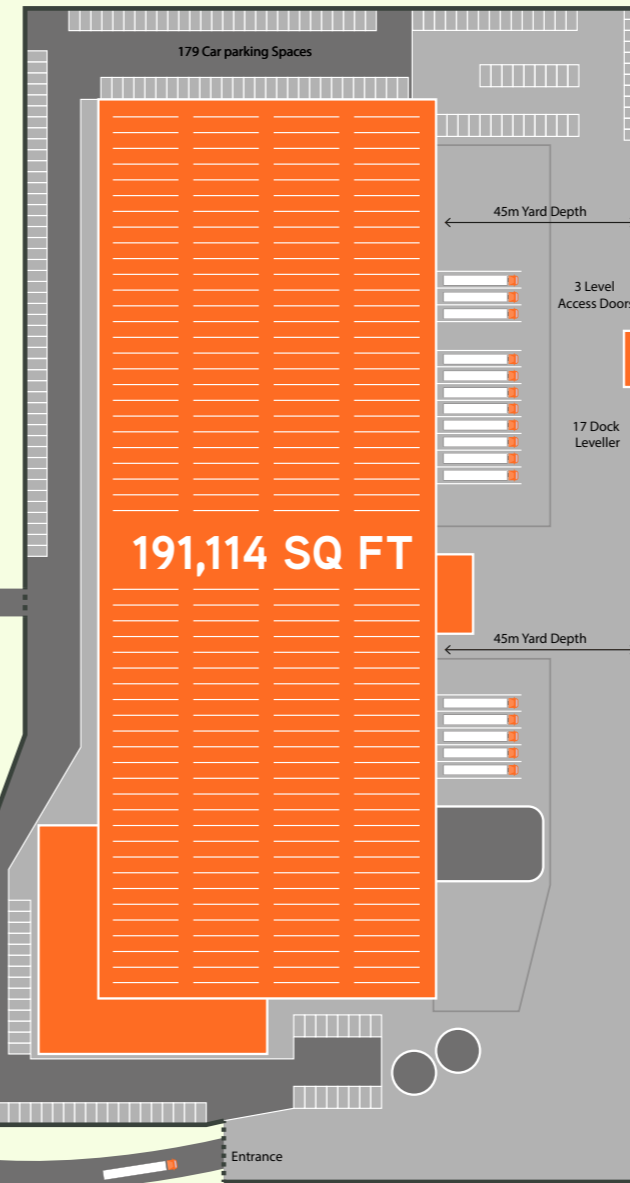 179 Car parking Spaces
45m Yard Depth
3 Level
Access Doors
17 Dock
Leveller
191,114 SQ FT
45m Yard Depth
Entrance